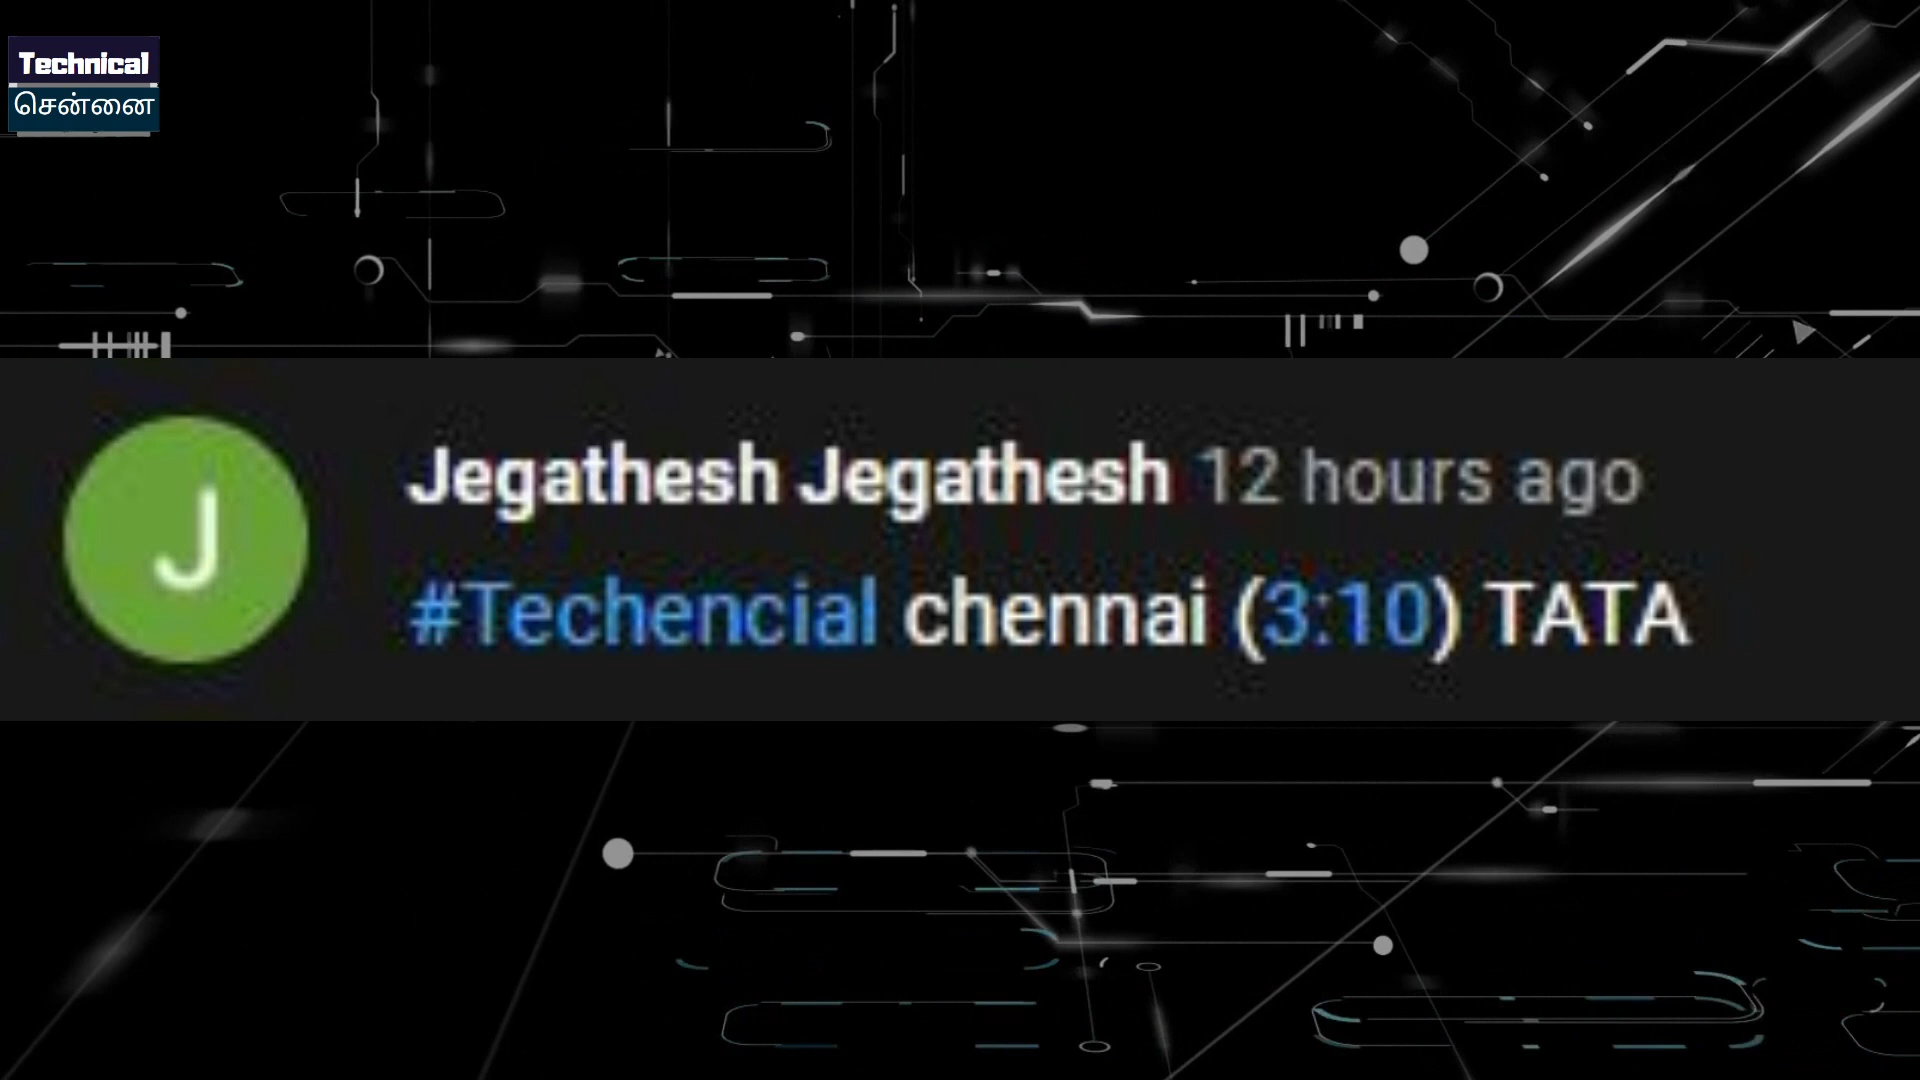 Technical
சென்னை
J
Jegathesh Jegathesh 12 hours ago
#Techencial chennai (3:10) TATA